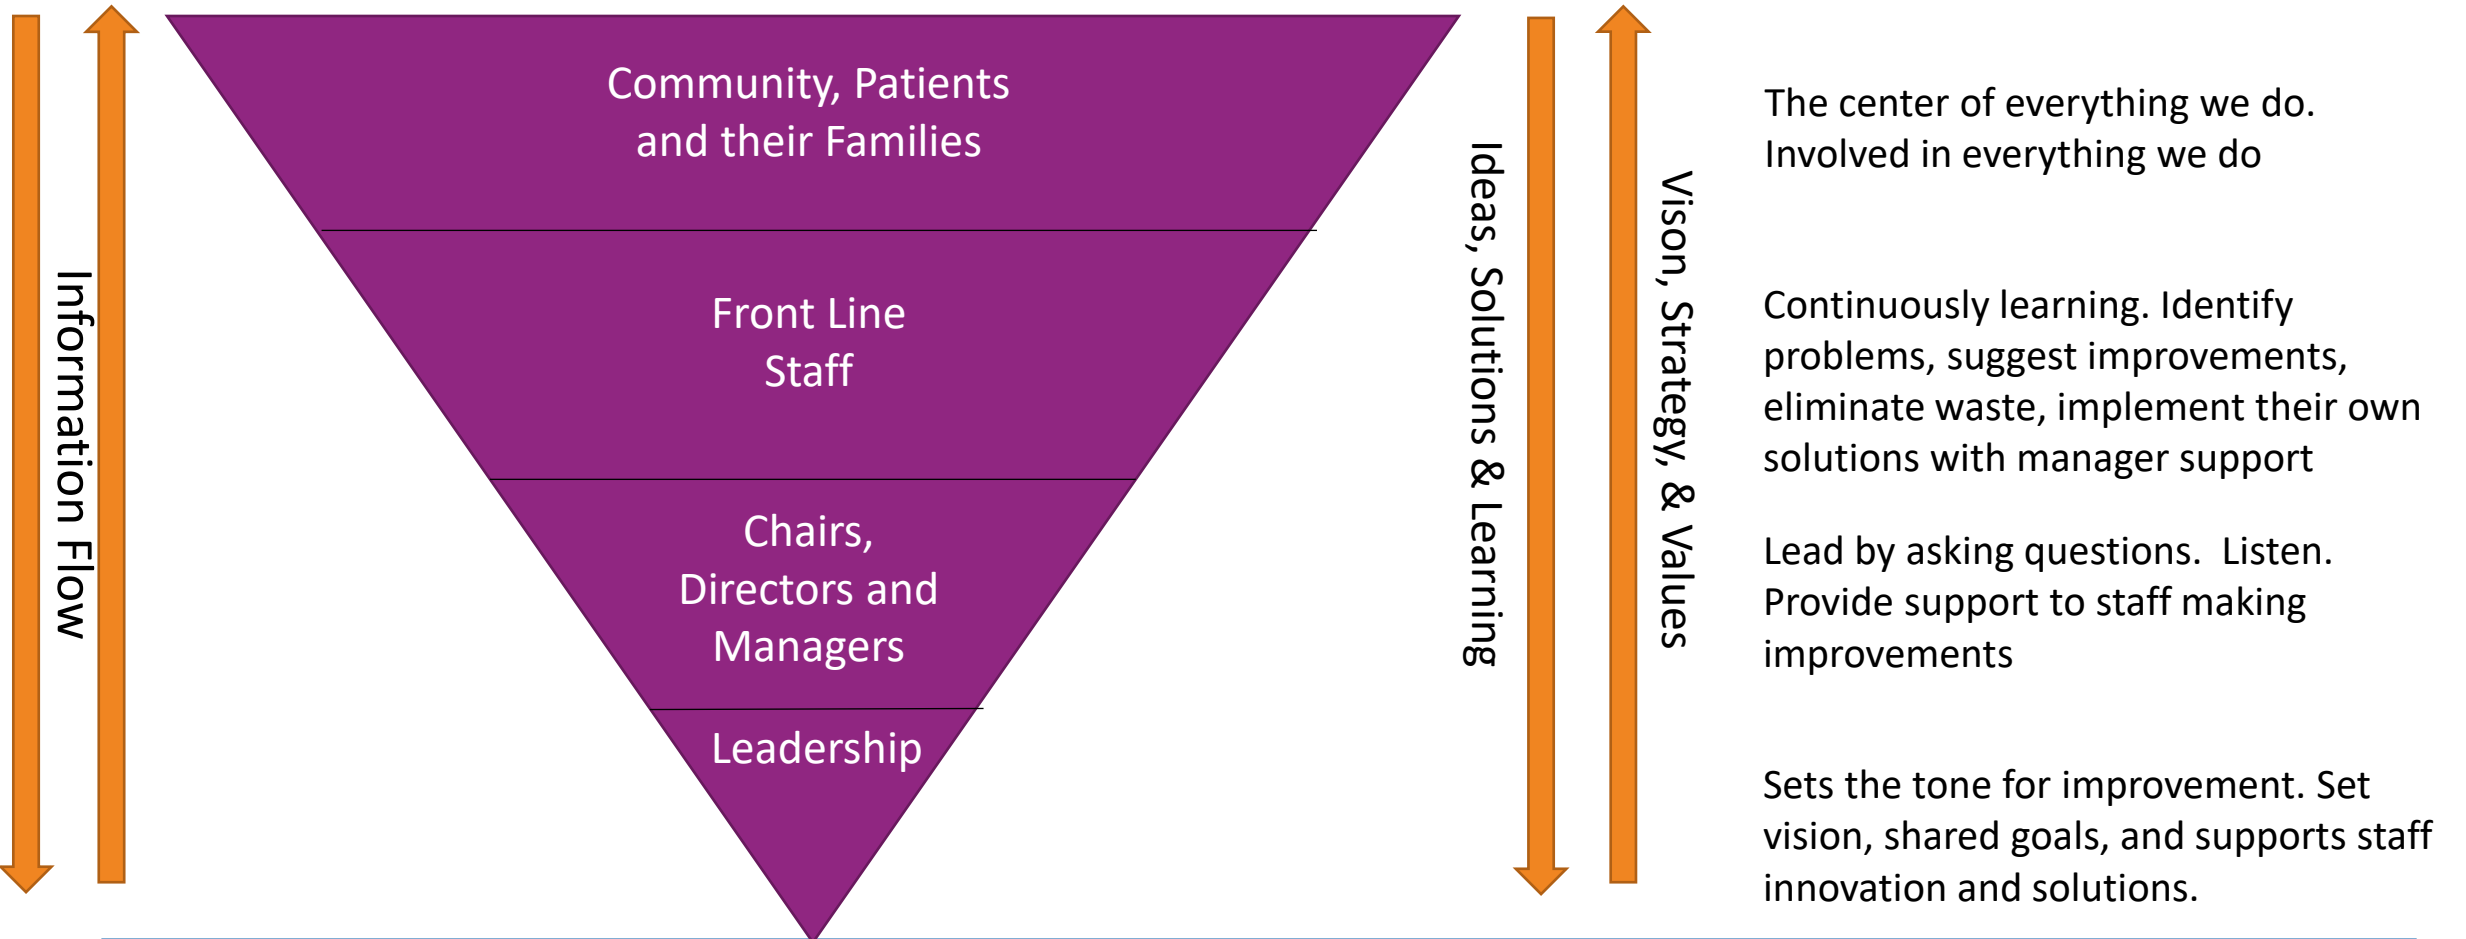 Information Flow
Community, Patients
and their Families
Front Line
Staff
Chairs,
Directors and
Managers
Leadership
Ideas, Solutions & Learning
Vison, Strategy, & Values
The center of everything we do.
Involved in everything we do
Continuously learning. Identify
problems, suggest improvements,
eliminate waste, implement their own
solutions with manager support
Lead by asking questions.  Listen.
Provide support to staff making
improvements
Sets the tone for improvement. Set
vision, shared goals, and supports staff
innovation and solutions.